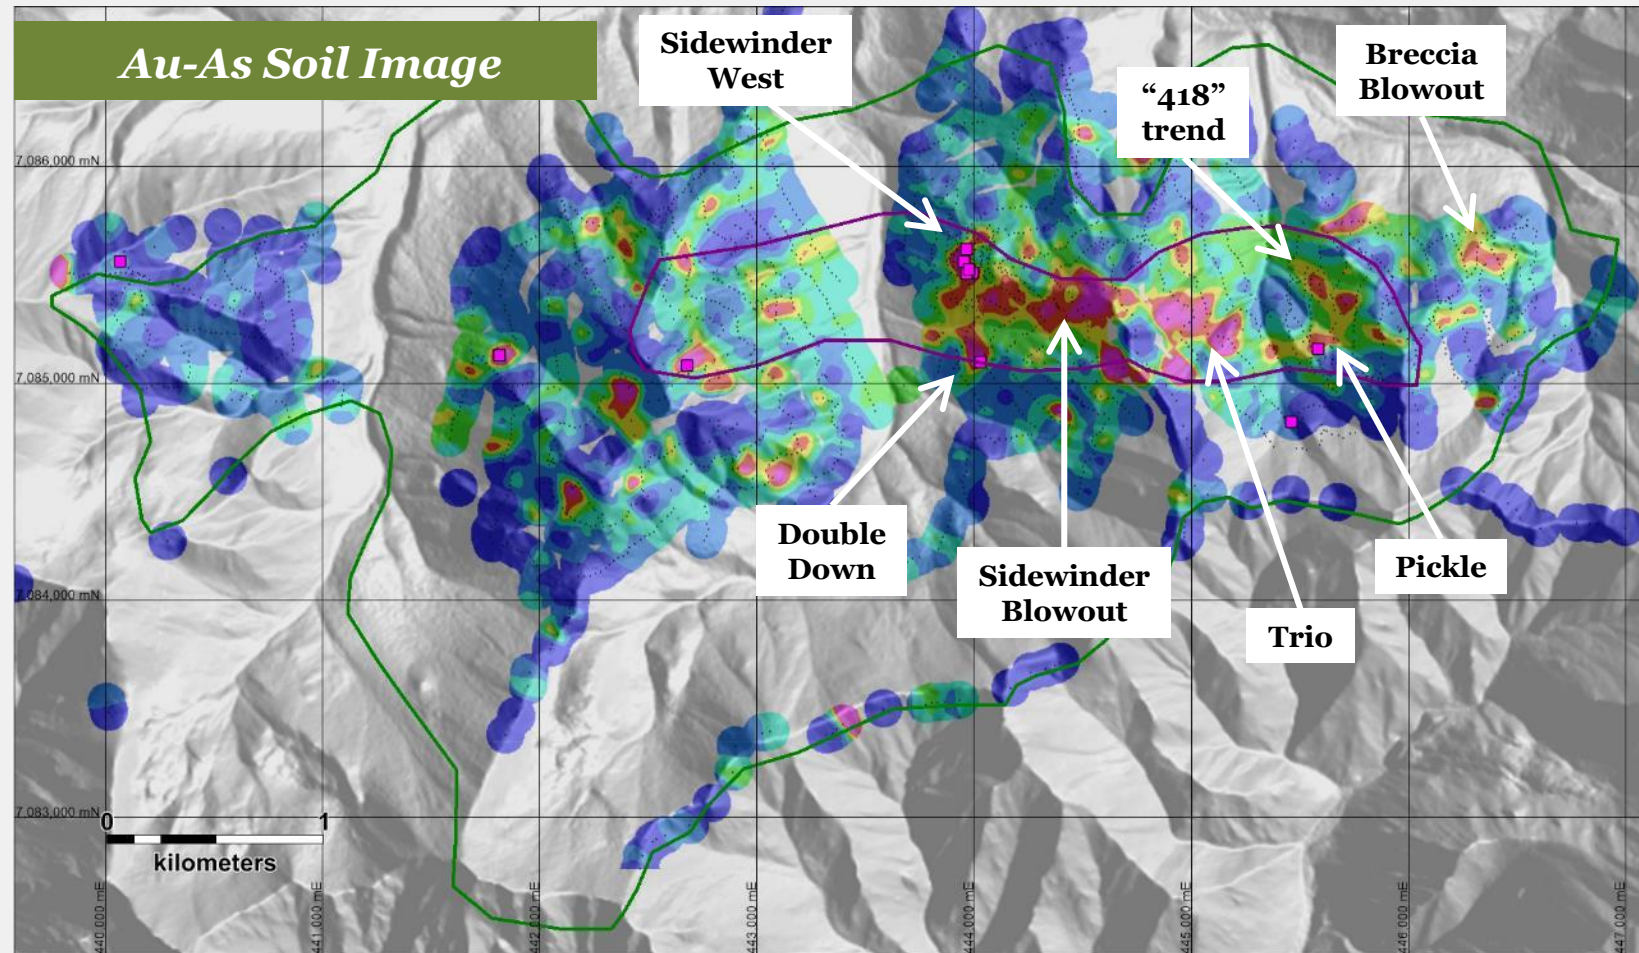 Au-As Soil Image
Sidewinder
West
“418”
trend
Breccia
Blowout
7,086,000 mN
7,085,000 mN
7,084,000 mN
7,083,000 mN
Double
Down
Sidewinder
Blowout
Trio
Pickle
0 1
kilometers
440,000 mE
441,000 mE
442,000 mE
443,000 mE
444,000 mE
445,000 mE
446,000 mE
447,000 mE